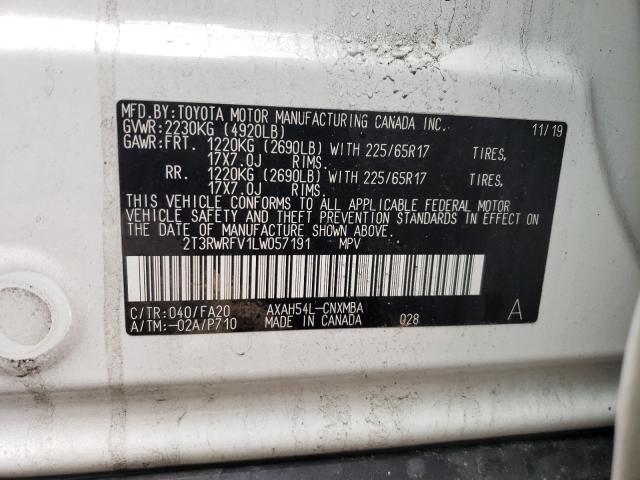 MFD.BY:TOYOTA MOTOR MANUFACTURING CANADA INC. 11/19
GVWR:2230KG (4920LB)
GAWR:FRT. 1220KG (2690LB) WITH 225/65R17 TIRES,
17X7.0J RIMS.
RR. 1220KG (2690LB) WITH 225/65R17 TIRES,
17X7.0J RIMS.
THIS VEHICLE CONFORMS TO ALL APPLICABLE FEDERAL MOTOR
VEHICLE SAFETY AND THEFT PREVENTION STANDARDS IN EFFECT ON
THE DATE OF MANUFACTURE SHOWN ABOVE.
2T3RWRFV1LW057191 MPV
C/TR:040/FA20 AXAH54L-CNXMBA A
A/TM:-02A/P710 MADE IN CANADA 028